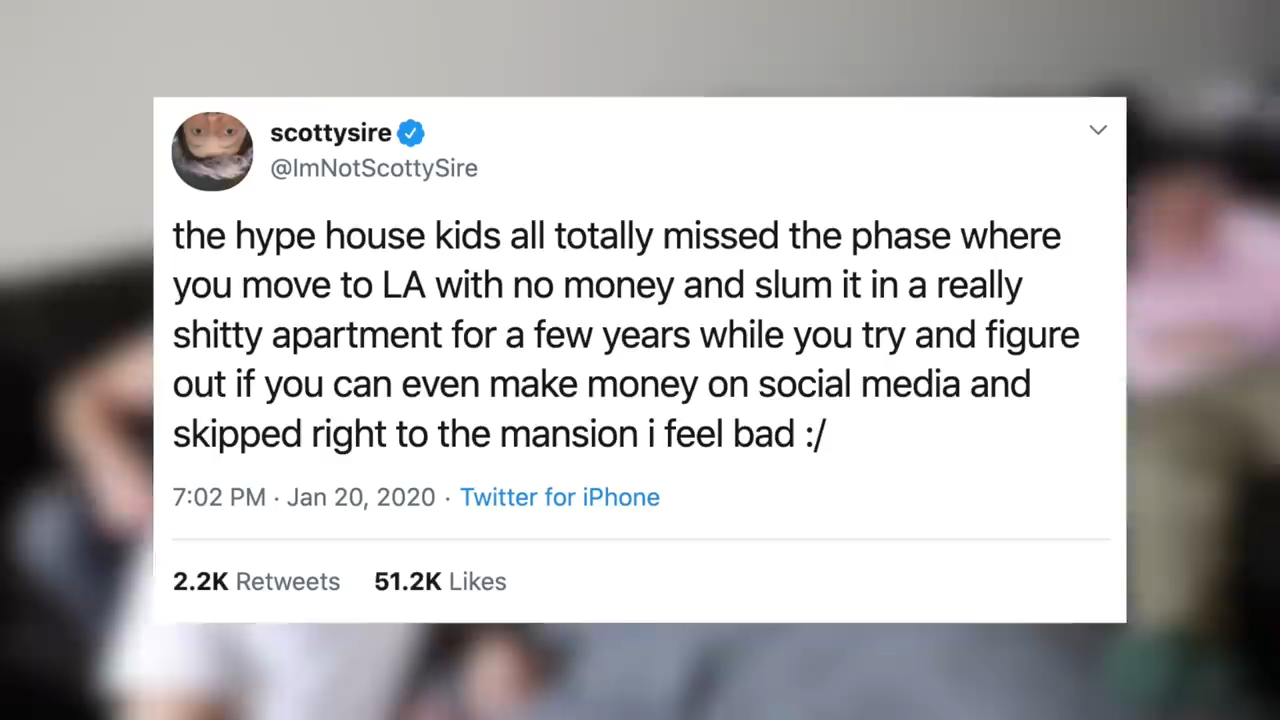 scottysire
@ImNotScottySire
the hype house kids all totally missed the phase where
you move to LA with no money and slum it in a really
shitty apartment for a few years while you try and figure
out if you can even make money on social media and
skipped right to the mansion i feel bad :/
7:02 PM · Jan 20, 2020 · Twitter for iPhone
2.2K Retweets 51.2K Likes